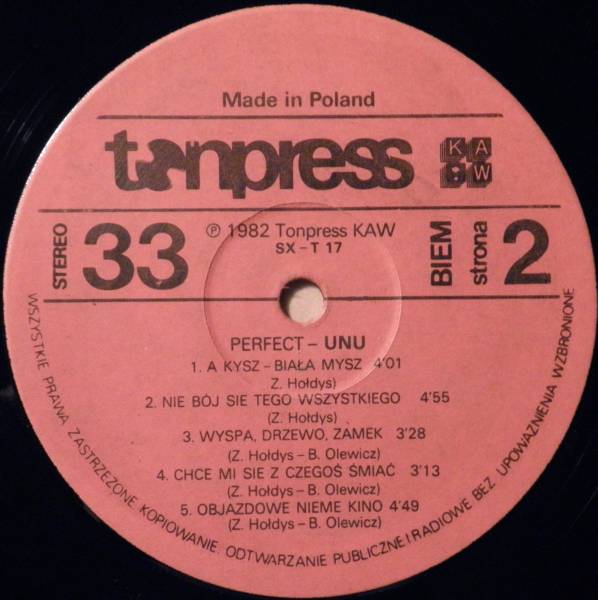 Made in Poland
tonpress KAW
STEREO 33
℗ 1982 Tonpress KAW
SX-T 17
BIEM strona 2
PERFECT – UNU
1. A KYSZ – BIAŁA MYSZ 4'01
Z. Hołdys)
2. NIE BÓJ SIE TEGO WSZYSTKIEGO 4'55
(Z. Hołdys)
3. WYSPA, DRZEWO, ZAMEK 3'28
(Z. Hołdys – B. Olewicz)
4. CHCE MI SIE Z CZEGOŚ ŚMIAĆ 3'13
(Z. Hołdys – B. Olewicz)
5. OBJAZDOWE NIEME KINO 4'49
(Z. Hołdys – B. Olewicz)
WSZYSTKIE PRAWA ZASTRZEŻONE. KOPIOWANIE, ODTWARZANIE PUBLICZNE I RADIOWE BEZ UPOWAŻNIENIA WZBRONIONE